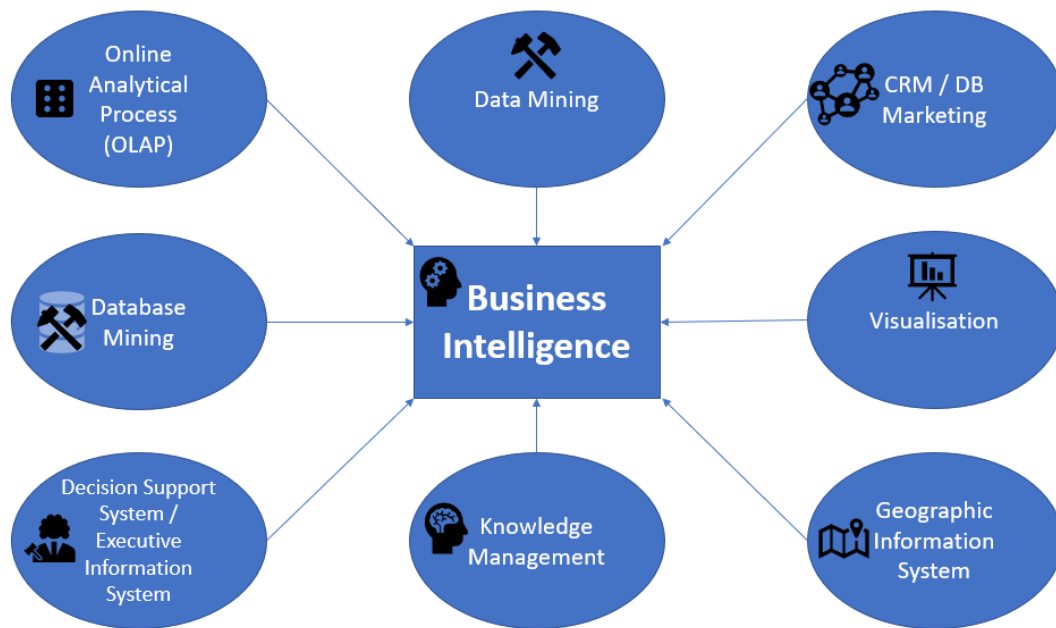 Online
Analytical
Process
(OLAP)
Data Mining
CRM / DB
Marketing
Database
Mining
Business
Intelligence
Visualisation
Decision Support
System /
Executive
Information
System
Knowledge
Management
Geographic
Information
System